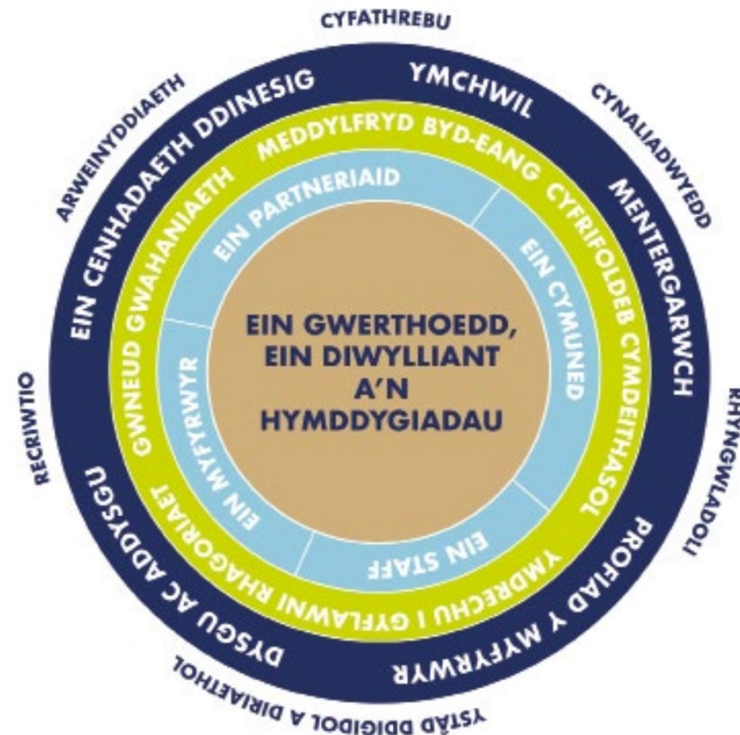 CYFATHREBU
CYNALIADWYEDD
RHYNGWLADOLI
YSTÂD DDIGIDOL A DIRIAETHOL
RECRIWTIO
ARWEINYDDIAETH
YMCHWIL
MENTERGARWCH
PROFIAD Y MYFYRWYR
DYSGU AC ADDYSGU
EIN CENHADAETH DDINESIG
MEDDYLFRYD BYD-EANG
CYFRIFOLDEB CYMDEITHASOL
YMDRECHU I GYFLAWNI RHAGORIAET
GWNEUD GWAHANIAETH
EIN PARTNERIAID
EIN CYMUNED
EIN STAFF
EIN MYFYRWYR
EIN GWERTHOEDD,
EIN DIWYLLIANT
A'N
HYMDDYGIADAU